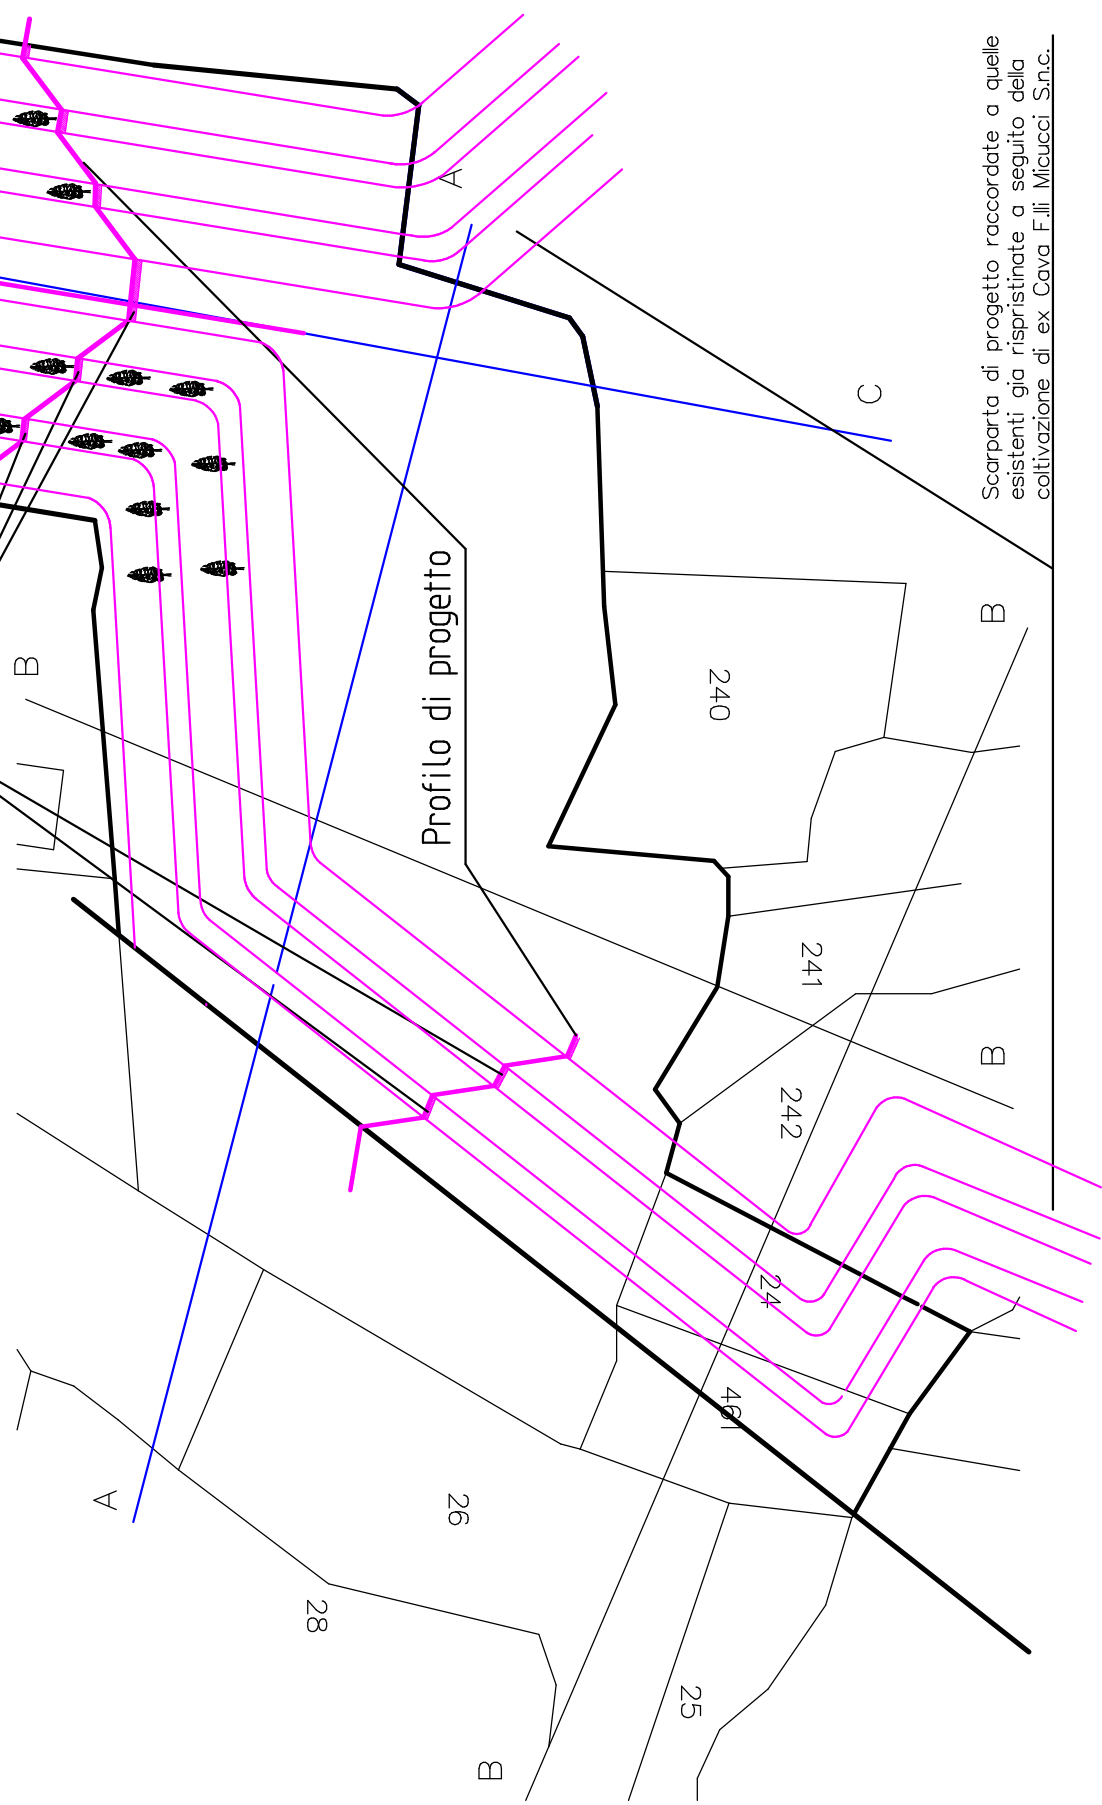 Scarparta di progetto raccordate a quelle
esistenti gia rispristinate a seguito della
coltivazione di ex Cava F.lli Micucci S.n.c.
A
C
B
B
Profilo di progetto
240
B
241
242
24
461
A
26
28
25
B